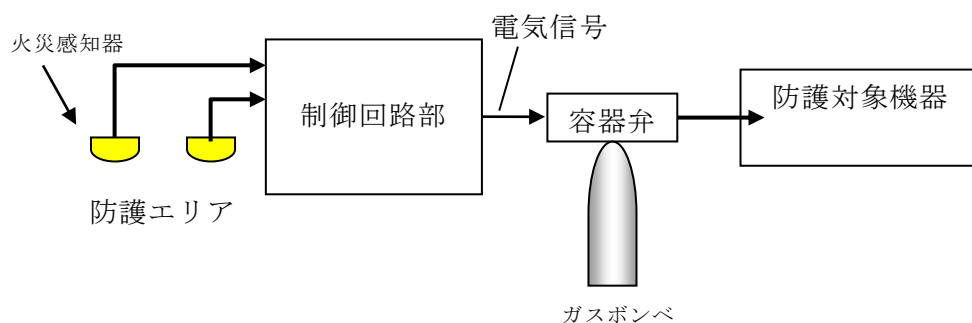 電気信号
火災感知器
制御回路部
容器弁
防護対象機器
防護エリア
ガスボンベ